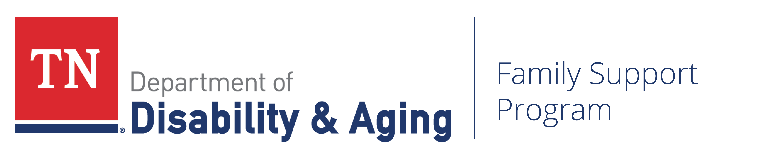 TN
Department of
Disability & Aging
®
Family Support
Program